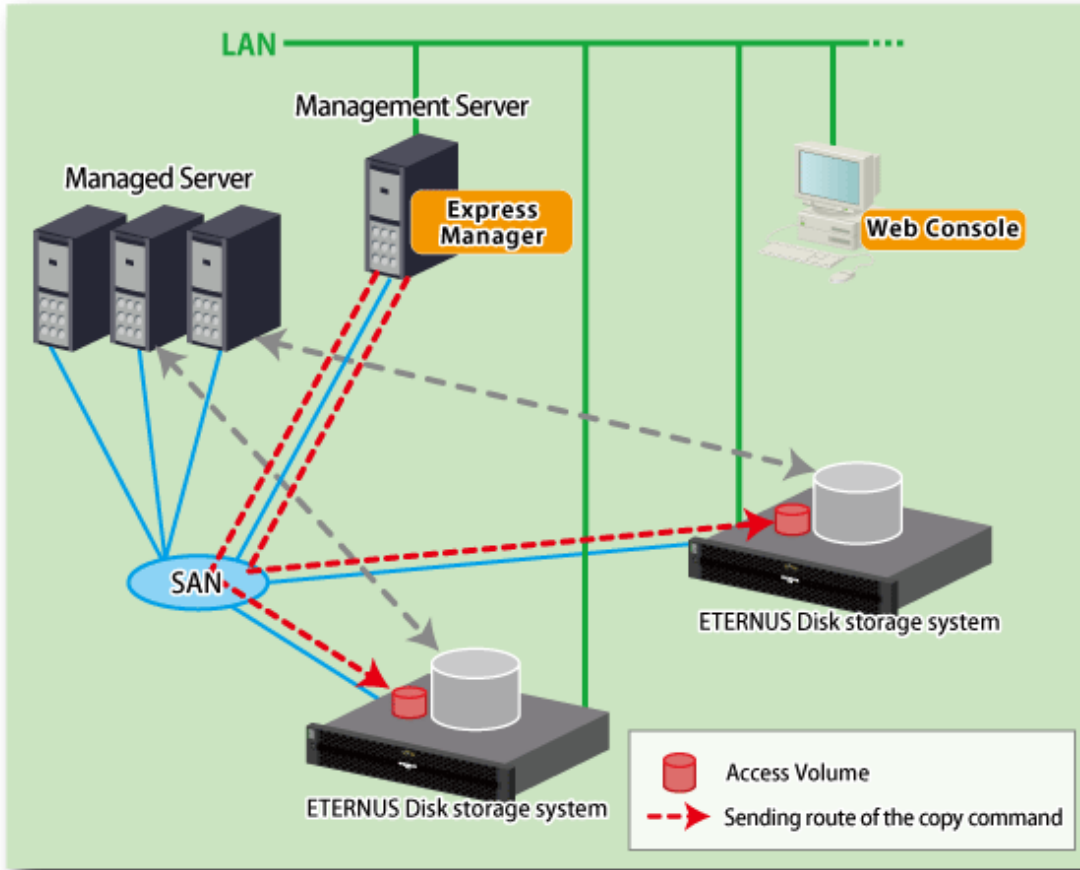 LAN
Management Server
Managed Server
Express
Manager
Web Console
SAN
ETERNUS Disk storage system
ETERNUS Disk storage system
Access Volume
Sending route of the copy command